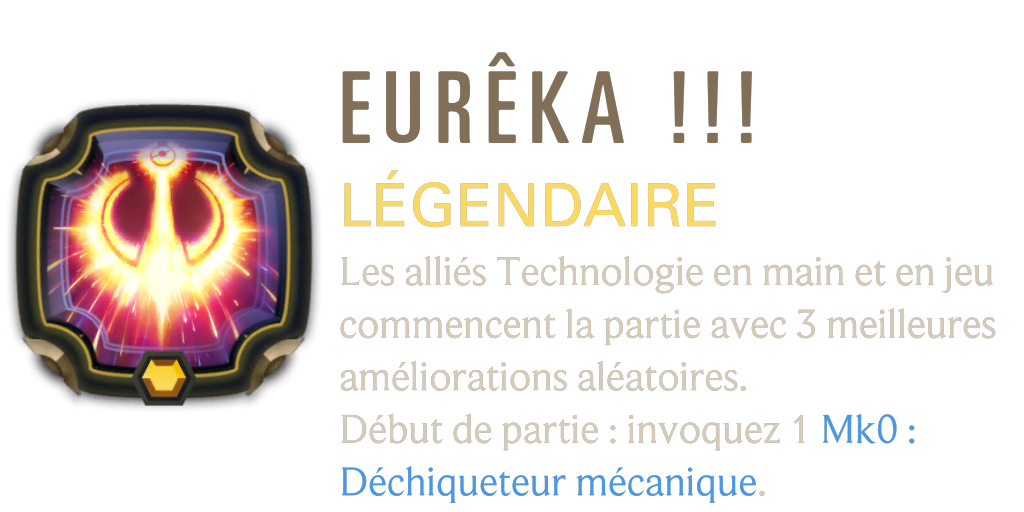 EURÊKA !!!
LÉGENDAIRE
Les alliés Technologie en main et en jeu
commencent la partie avec 3 meilleures
améliorations aléatoires.
Début de partie : invoquez 1 Mk0 :
Déchiqueteur mécanique.